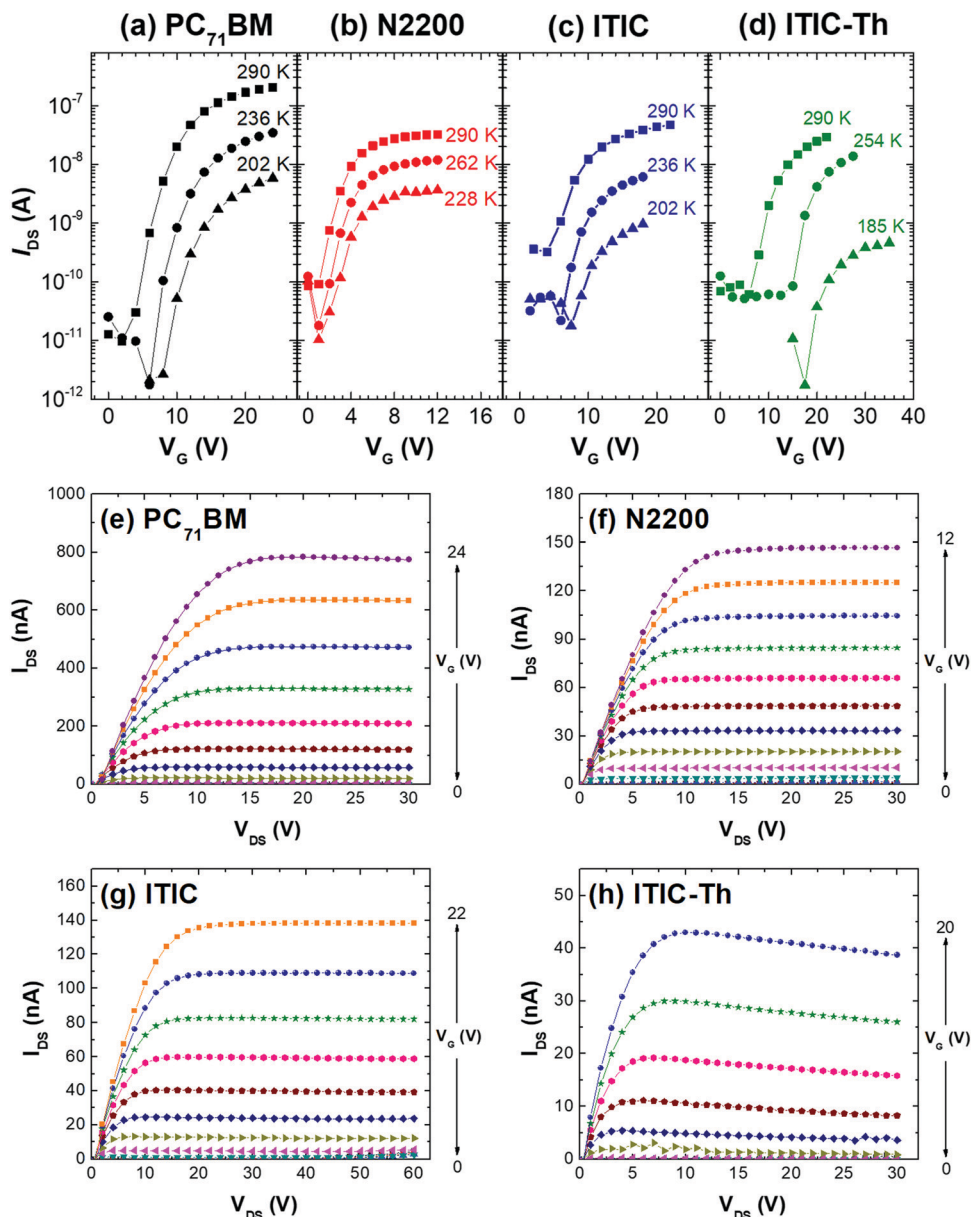 (a) PC71BM
(b) N2200
(c) ITIC
(d) ITIC-Th
IDS (A)
10-7
10-8
10-9
10-10
10-11
10-12
290 K
236 K
202 K
290 K
262 K
228 K
290 K
236 K
202 K
290 K
254 K
185 K
0 10 20
0 4 8 12 16
0 10 20
0 10 20 30 40
VG (V)
VG (V)
VG (V)
VG (V)
(e) PC71BM
IDS (nA)
1000
800
600
400
200
0
0 5 10 15 20 25 30
VDS (V)
24
VG (V)
0
(f) N2200
IDS (nA)
180
150
120
90
60
30
0
0 5 10 15 20 25 30
VDS (V)
12
VG (V)
0
(g) ITIC
IDS (nA)
160
140
120
100
80
60
40
20
0
0 10 20 30 40 50 60
VDS (V)
22
VG (V)
0
(h) ITIC-Th
IDS (nA)
50
40
30
20
10
0
0 5 10 15 20 25 30
VDS (V)
20
VG (V)
0